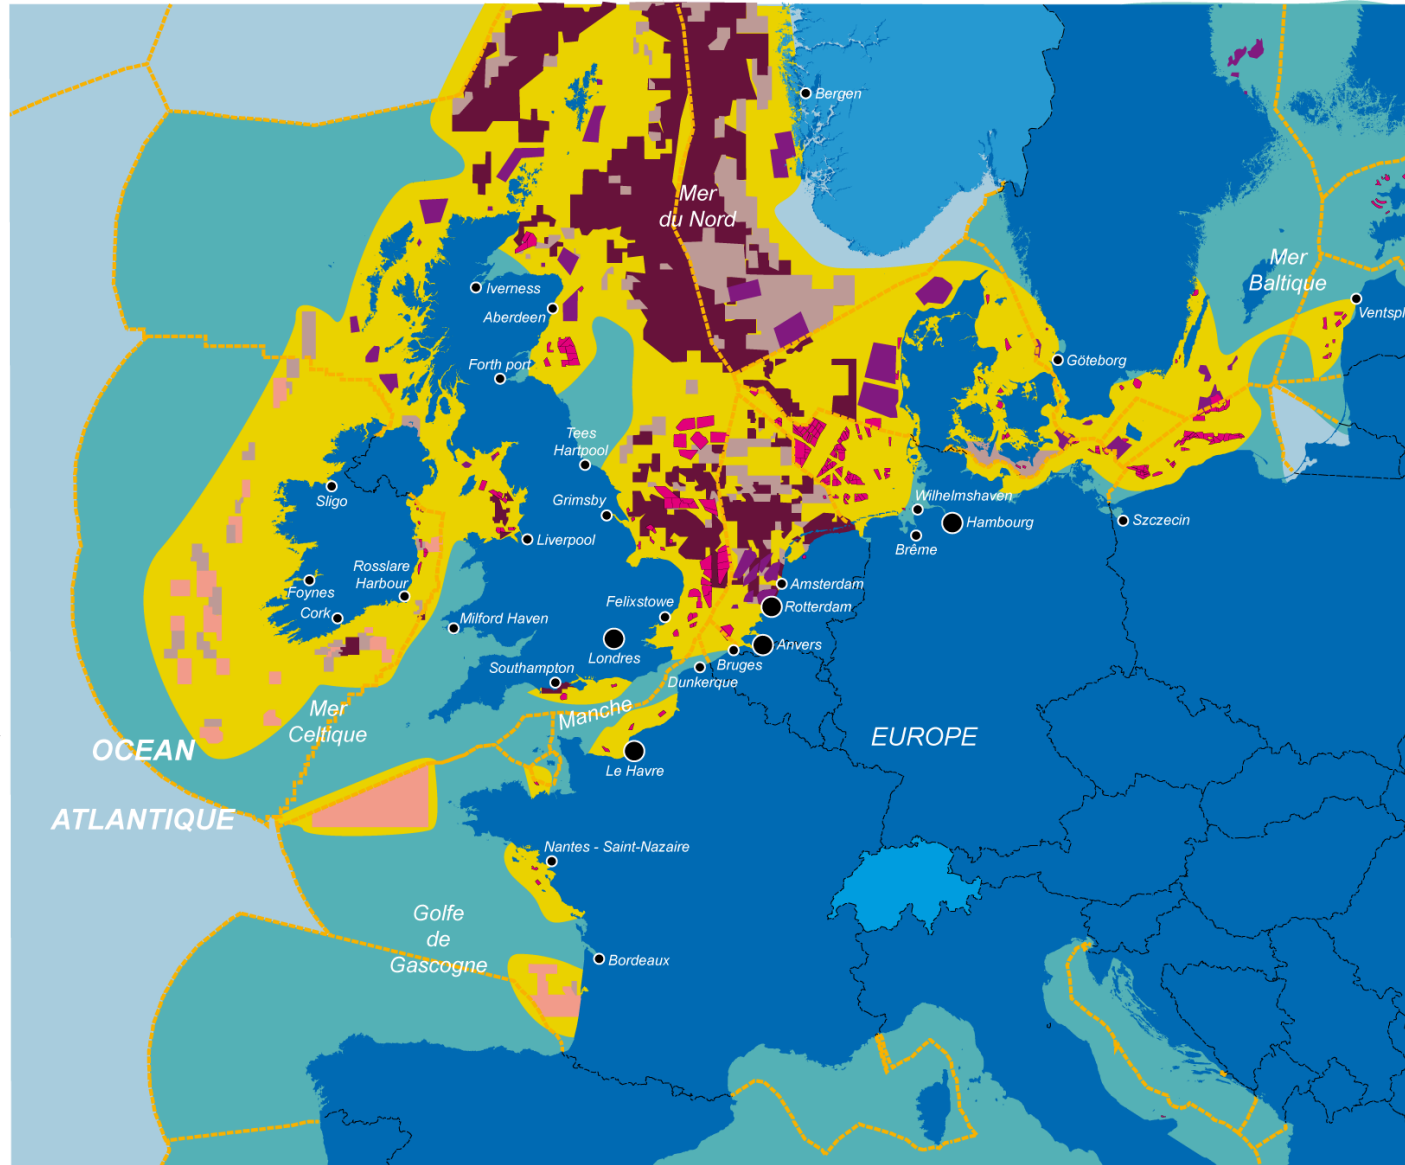 Bergen
Mer
du Nord
Mer
Baltique
Iverness
Aberdeen
Ventspl
Göteborg
Forth port
Tees
Hartpool
Sligo
Grimsby
Wilhelmshaven
Hambourg
Szczecin
Liverpool
Brême
Rosslare
Harbour
Foynes
Cork
Amsterdam
Rotterdam
Felixstowe
Milford Haven
Londres
Anvers
Bruges
Southampton
Dunkerque
Mer
Celtique
Manche
EUROPE
OCEAN
ATLANTIQUE
Le Havre
Nantes - Saint-Nazaire
Golfe
de
Gascogne
Bordeaux